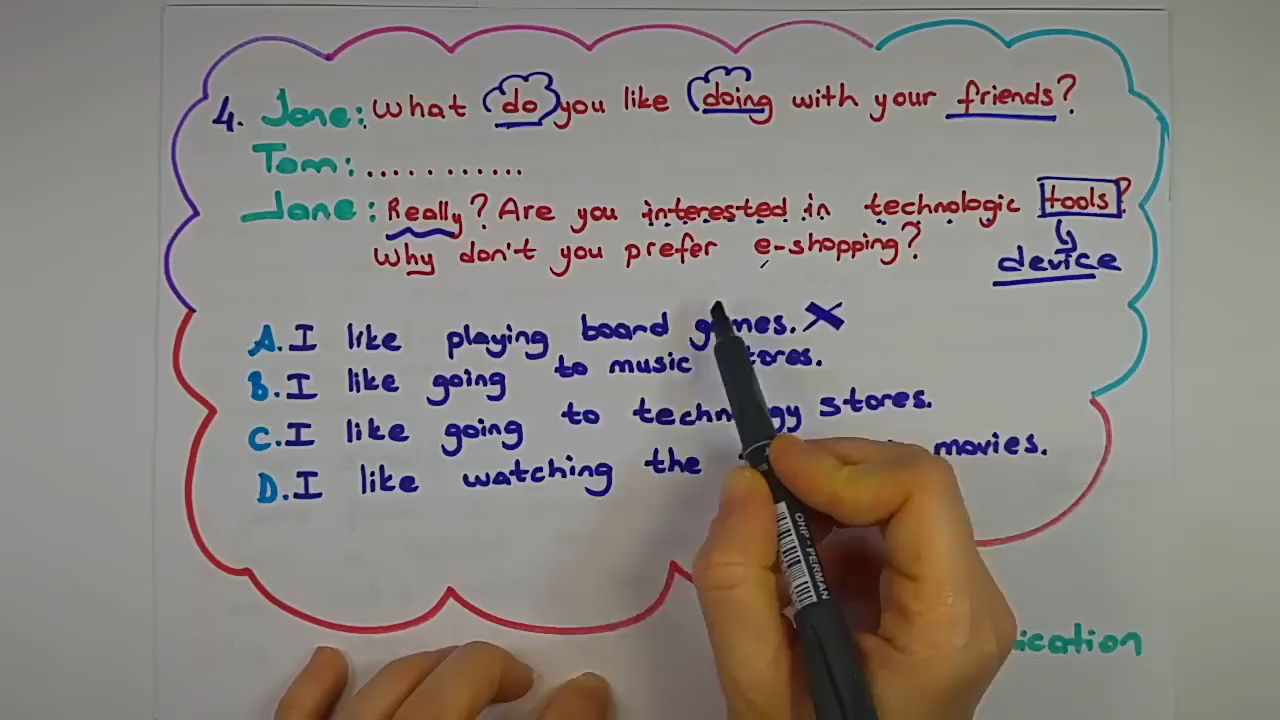 4. Jane: What do you like doing with your friends?
Tom: ...........
Jane: Really? Are you interested in technologic tools?
Why don't you prefer e-shopping?
device
A. I like playing board games. X
B. I like going to music stores.
C. I like going to technology stores.
D. I like watching the movies.
OHP-PERMAN